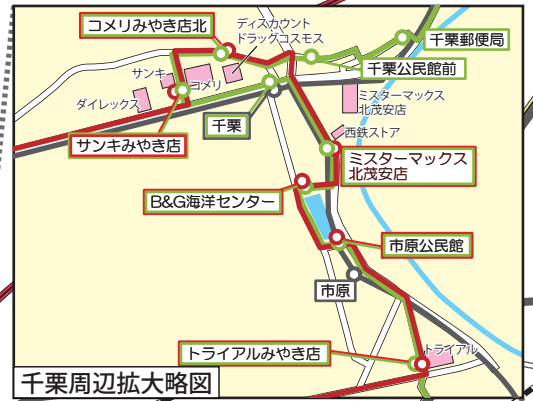 コメリみやき店北
ディスカウント
ドラッグコスモス
千栗郵便局
千栗公民館前
サンキ
コメリ
ダイレックス
ミスターマックス
北茂安店
千栗
西鉄ストア
サンキみやき店
ミスターマックス
北茂安店
B&G海洋センター
市原公民館
市原
トライアルみやき店
トライアル
千栗周辺拡大略図